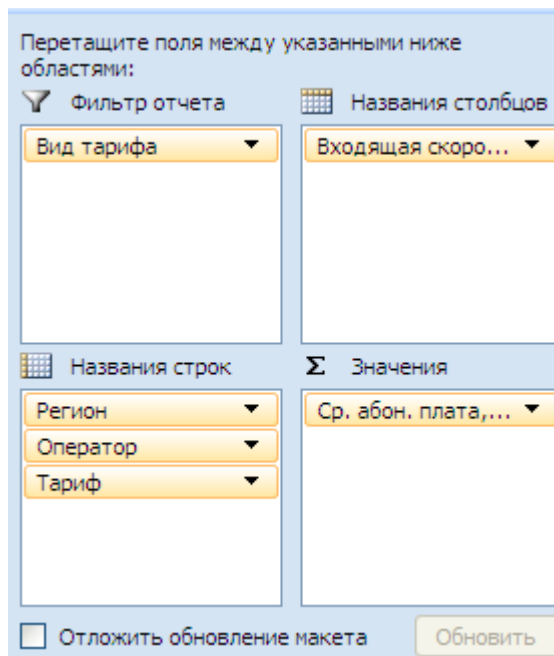 Перетащите поля между указанными ниже
областями:
Фильтр отчета
Названия столбцов
Вид тарифа
Входящая скоро...
Названия строк
Σ Значения
Регион
Оператор
Тариф
Ср. абон. плата,...
Отложить обновление макета
Обновить